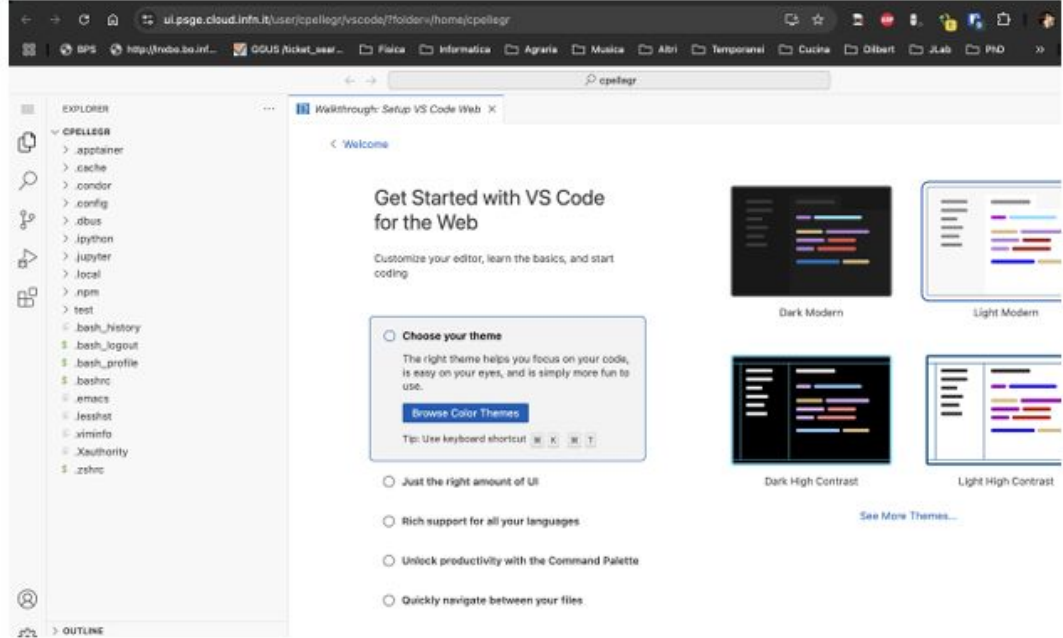 ui.psge.cloud.infn.it/user/cpellegr/vscode/?folder=/home/cpellegr
BPS
GGUS
Fisica
Informatica
Agraria
Musica
Altri
Temporanei
Cucina
Dilbert
JLab
PhD
»
cpellegr
EXPLORER
Walkthrough: Setup VS Code Web
CPELLEGR
.apptainer
.cache
.condor
.config
.dbus
.ipython
.jupyter
.local
.npm
test
.bash_history
.bash_logout
.bash_profile
.bashrc
.emacs
.lesshst
.viminfo
.Xauthority
.zshrc
OUTLINE
Welcome
Get Started with VS Code
for the Web
Customize your editor, learn the basics, and start
coding
Choose your theme
The right theme helps you focus on your code,
is easy on your eyes, and is simply more fun to
use.
Browse Color Themes
Tip: Use keyboard shortcut ⌘ K ⌘ T
Just the right amount of UI
Rich support for all your languages
Unlock productivity with the Command Palette
Quickly navigate between your files
Dark Modern
Light Modern
Dark High Contrast
Light High Contrast
See More Themes...